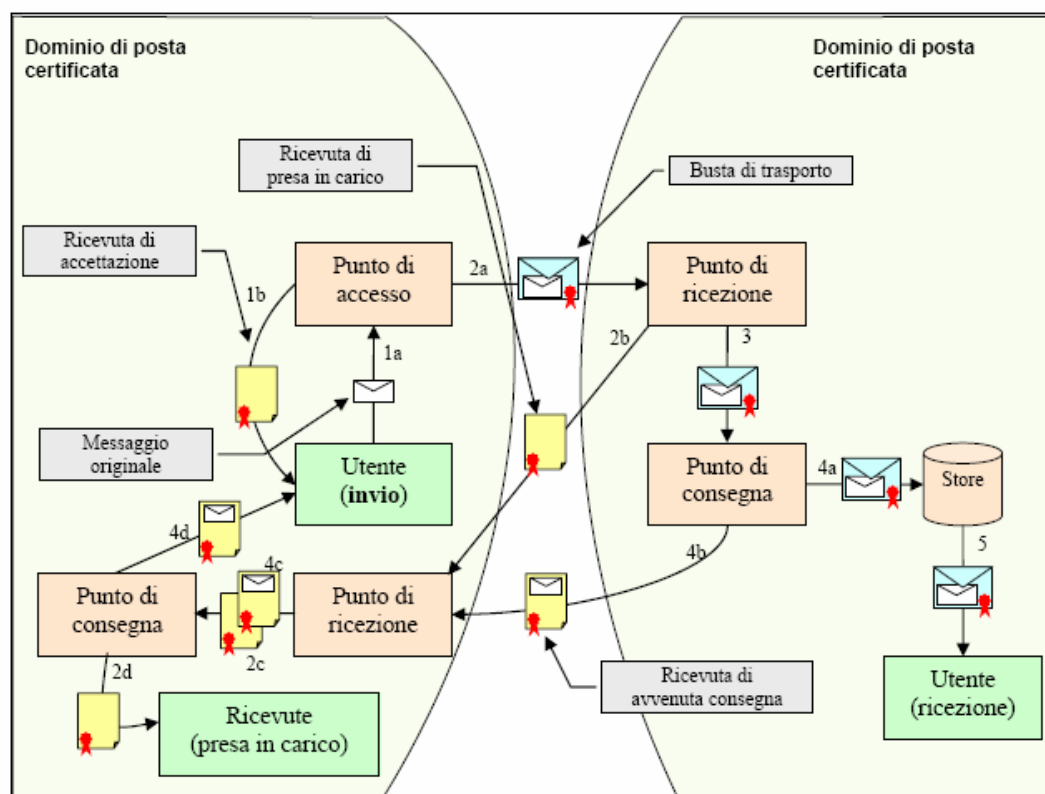 Dominio di posta
certificata
Dominio di posta
certificata
Ricevuta di
presa in carico
Busta di trasporto
Ricevuta di
accettazione
1b
Punto di
accesso
2a
Punto di
ricezione
1a
2b
3
Messaggio
originale
Utente
(invio)
Punto di
consegna
4a
Store
4d
4b
5
4c
Punto di
consegna
Punto di
ricezione
2c
2d
Ricevute
(presa in carico)
Ricevuta di
avvenuta consegna
Utente
(ricezione)